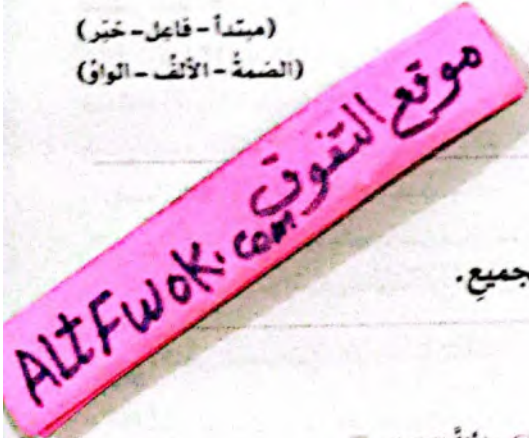 (مبتدأ - فاعل - خبر)
(الضمةُ - الألفُ - الواوُ)
موقع التفوق
ALtFwoK.com
جميعِ.